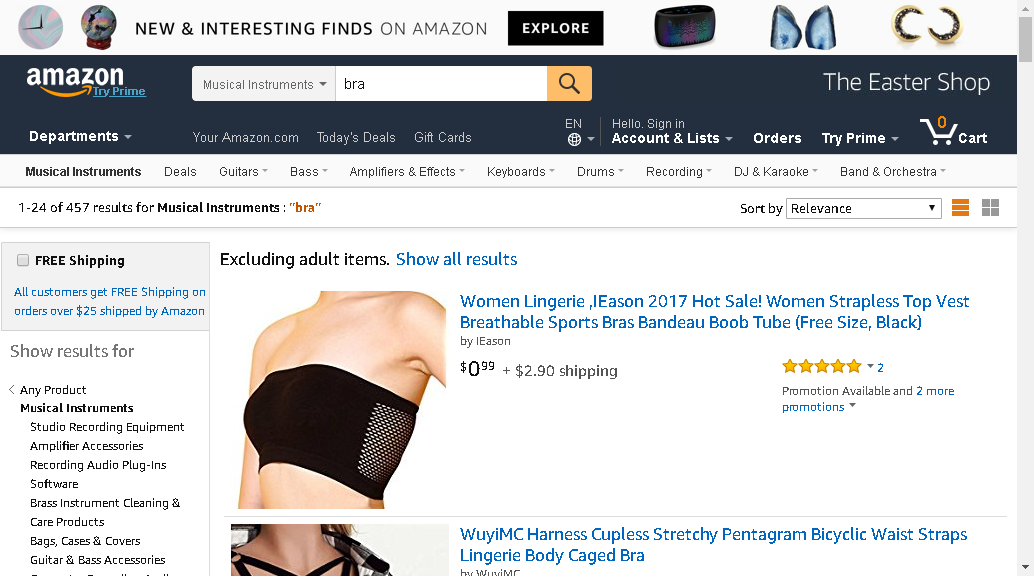 NEW & INTERESTING FINDS ON AMAZON EXPLORE
amazon
Try Prime
Musical Instruments bra
The Easter Shop
Departments Your Amazon.com Today's Deals Gift Cards
EN
Hello. Sign in
Account & Lists Orders Try Prime 0 Cart
Musical Instruments Deals Guitars Bass Amplifiers & Effects Keyboards Drums Recording DJ & Karaoke Band & Orchestra
1-24 of 457 results for Musical Instruments : "bra" Sort by Relevance
FREE Shipping
All customers get FREE Shipping on
orders over $25 shipped by Amazon
Show results for
Any Product
Musical Instruments
Studio Recording Equipment
Amplifier Accessories
Recording Audio Plug-Ins
Software
Brass Instrument Cleaning &
Care Products
Bags, Cases & Covers
Guitar & Bass Accessories
Excluding adult items. Show all results
Women Lingerie ,IEason 2017 Hot Sale! Women Strapless Top Vest
Breathable Sports Bras Bandeau Boob Tube (Free Size, Black)
by IEason
$0 99 + $2.90 shipping
2
Promotion Available and 2 more
promotions
WuyiMC Harness Cupless Stretchy Pentagram Bicyclic Waist Straps
Lingerie Body Caged Bra
by WuyiMC